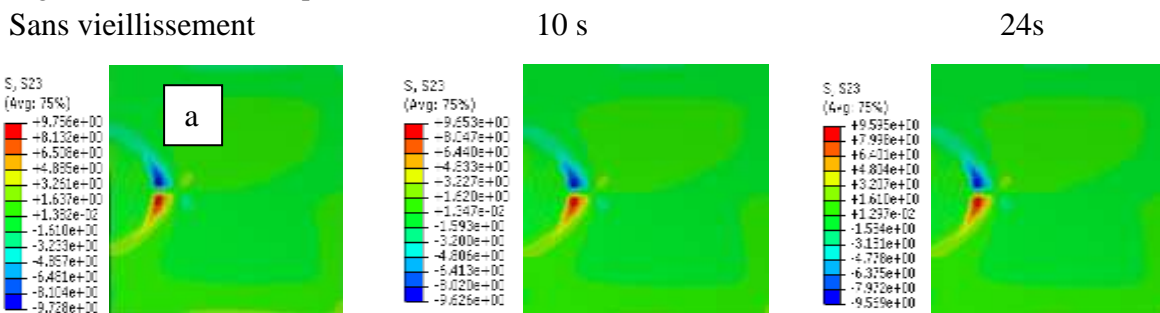 Sans vieillissement
10 s
24s
S, S23
(Avg: 75%)
+9.756e+00
+8.132e+00
+6.508e+00
+4.885e+00
+3.261e+00
+1.637e+00
+1.382e-02
-1.610e+00
-3.233e+00
-4.857e+00
-6.481e+00
-8.104e+00
-9.728e+00
a
S, S23
(Avg: 75%)
+9.653e+00
+8.047e+00
+6.440e+00
+4.833e+00
+3.227e+00
+1.620e+00
+1.347e-02
-1.593e+00
-3.200e+00
-4.806e+00
-6.413e+00
-8.020e+00
-9.626e+00
S, S23
(Avg: 75%)
+9.595e+00
+7.998e+00
+6.401e+00
+4.804e+00
+3.207e+00
+1.610e+00
+1.297e-02
-1.584e+00
-3.181e+00
-4.778e+00
-6.375e+00
-7.972e+00
-9.569e+00